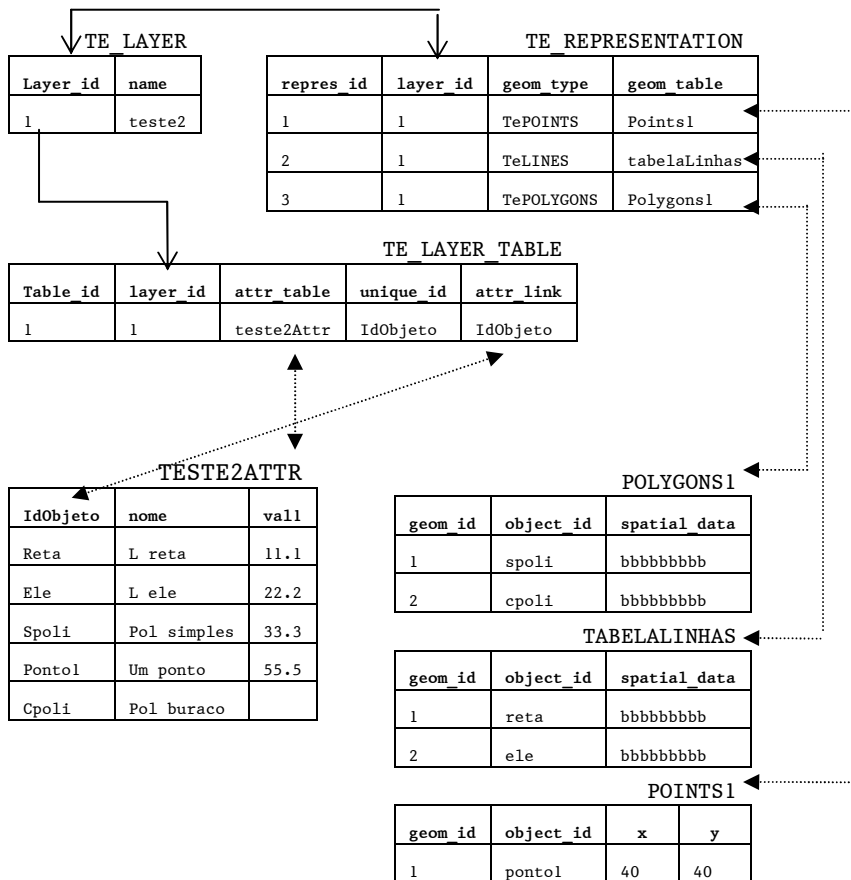 TE_LAYER
Layer_id name
1 teste2
TE_REPRESENTATION
repres_id layer_id geom_type geom_table
1 1 TePOINTS Points1
2 1 TeLINES tabelaLinhas
3 1 TePOLYGONS Polygons1
TE_LAYER_TABLE
Table_id layer_id attr_table unique_id attr_link
1 1 teste2Attr IdObjeto IdObjeto
TESTE2ATTR
IdObjeto nome val1
Reta L reta 11.1
Ele L ele 22.2
Spoli Pol simples 33.3
Ponto1 Um ponto 55.5
Cpoli Pol buraco
POLYGONS1
geom_id object_id spatial_data
1 spoli bbbbbbbbb
2 cpoli bbbbbbbbb
TABELALINHAS
geom_id object_id spatial_data
1 reta bbbbbbbbb
2 ele bbbbbbbbb
POINTS1
geom_id object_id x y
1 ponto1 40 40